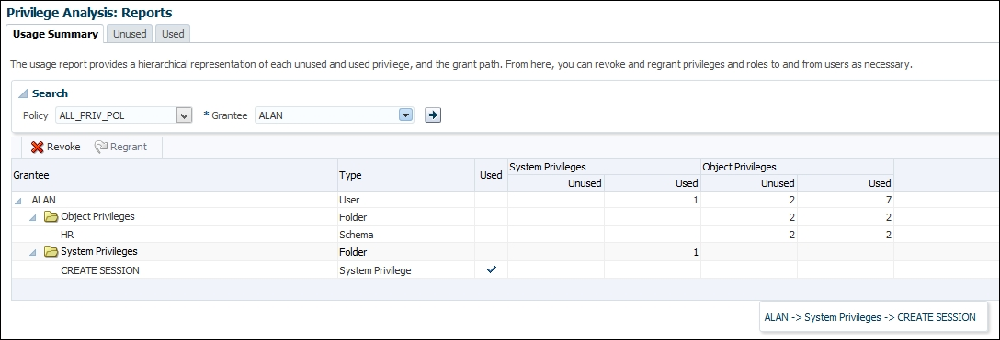 Privilege Analysis: Reports
Usage Summary Unused Used
The usage report provides a hierarchical representation of each unused and used privilege, and the grant path. From here, you can revoke and regrant privileges and roles to and from users as necessary.
Search
Policy ALL_PRIV_POL * Grantee ALAN
Revoke Regrant
System Privileges Object Privileges
Grantee Type Used Unused Used Unused Used
ALAN User 1 2 7
Object Privileges Folder 2 2
HR Schema 2 2
System Privileges Folder 1
CREATE SESSION System Privilege
ALAN -> System Privileges -> CREATE SESSION